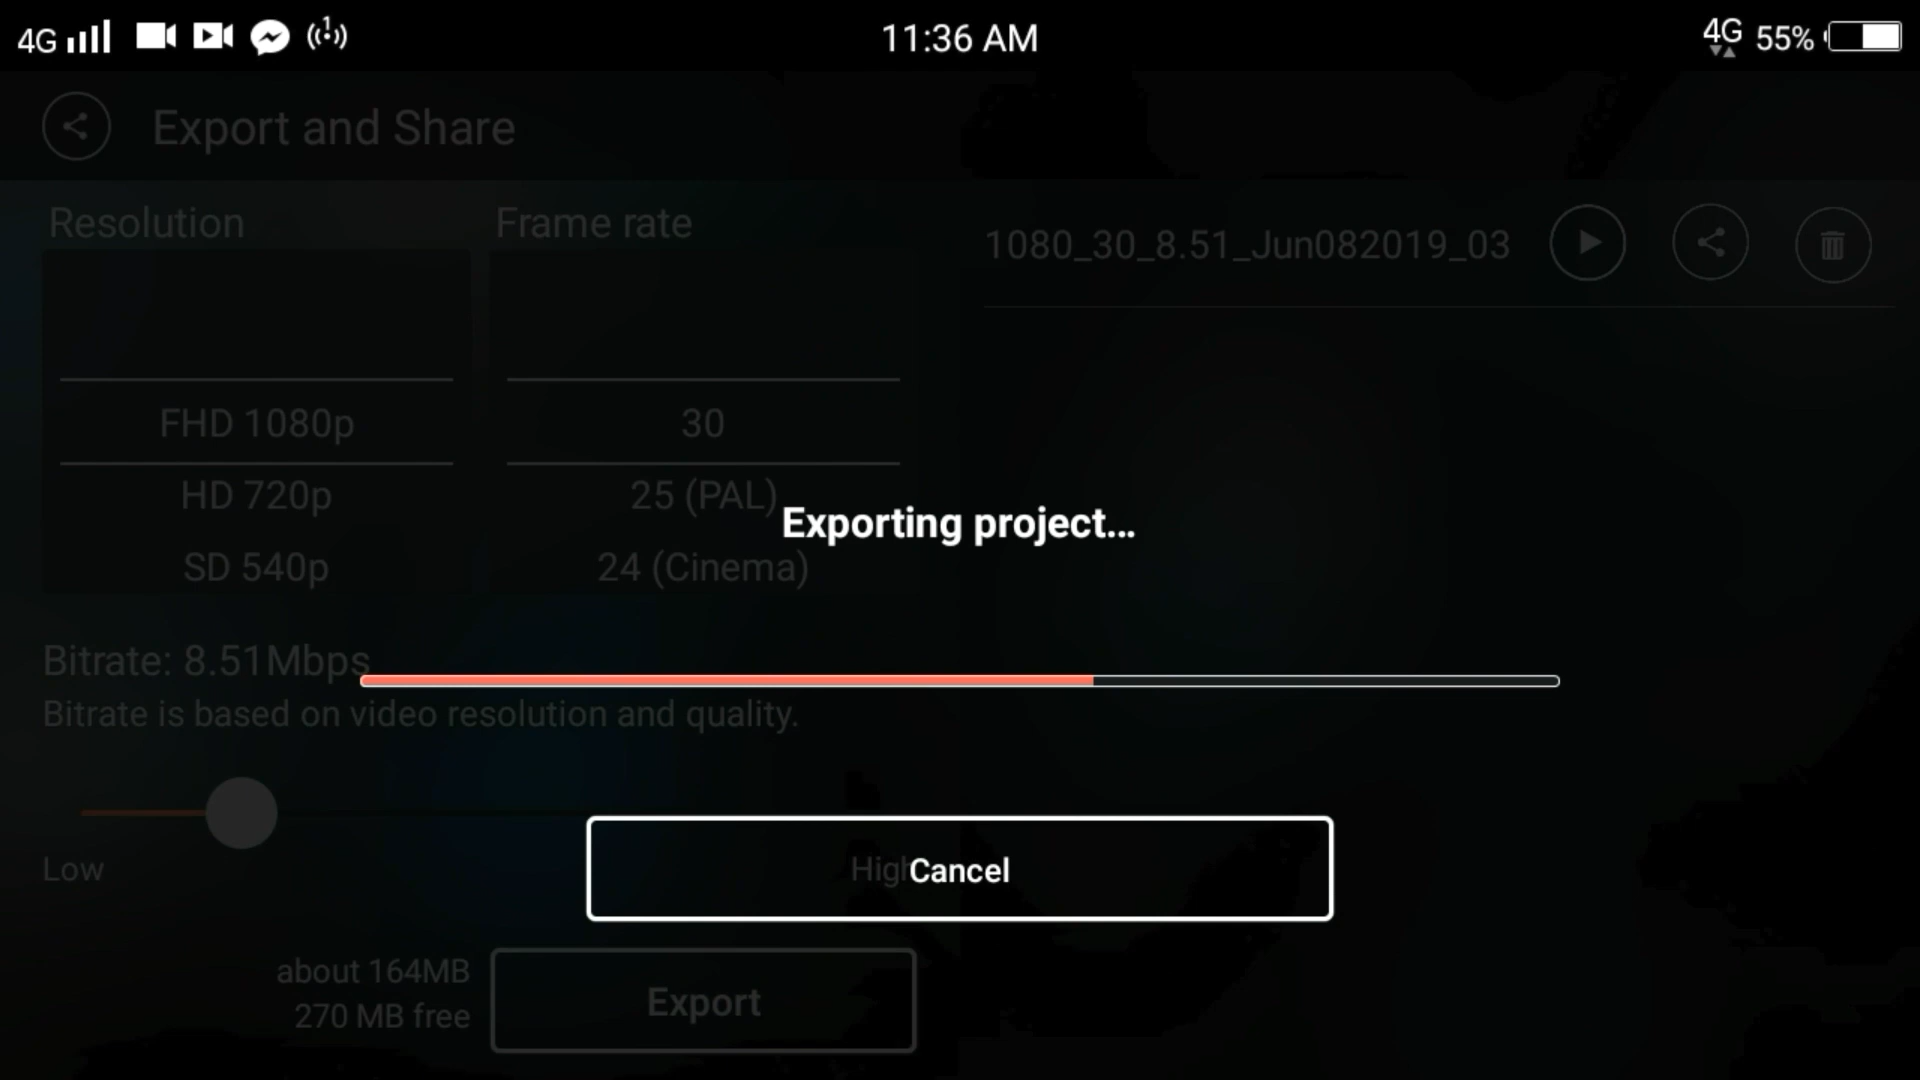 4G 11:36 AM 4G 55%
Export and Share
Resolution Frame rate
1080_30_8.51_Jun082019_03
FHD 1080p 30
HD 720p 25 (PAL)
Exporting project...
SD 540p 24 (Cinema)
Bitrate: 8.51Mbps
Bitrate is based on video resolution and quality.
Low High
Cancel
about 164MB
270 MB free
Export